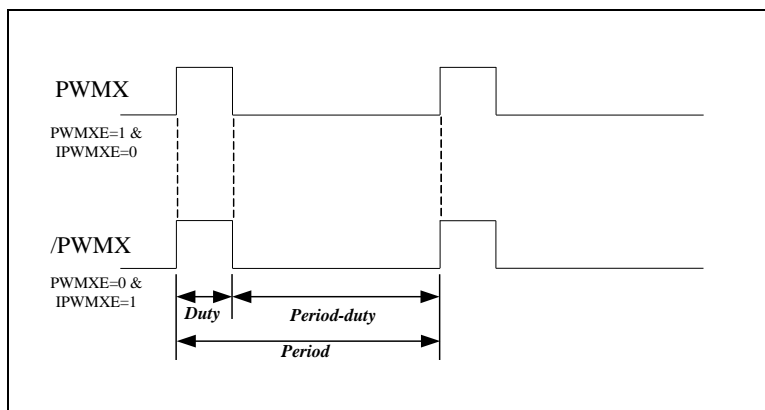 PWMX
PWMXE=1 &
IPWMXE=0
/PWMX
PWMXE=0 &
IPWMXE=1
Duty
Period-duty
Period